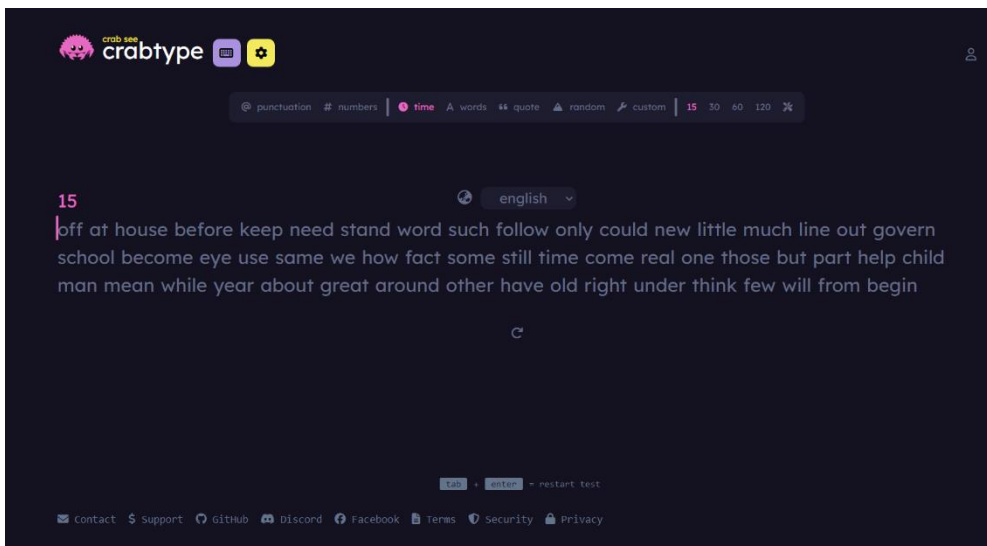 crab see
crabtype
@ punctuation # numbers time A words quote random custom 15 30 60 120
15
english
off at house before keep need stand word such follow only could new little much line out govern
school become eye use same we how fact some still time come real one those but part help child
man mean while year about great around other have old right under think few will from begin
tab + enter - restart test
Contact $ Support GitHub Discord Facebook Terms Security Privacy